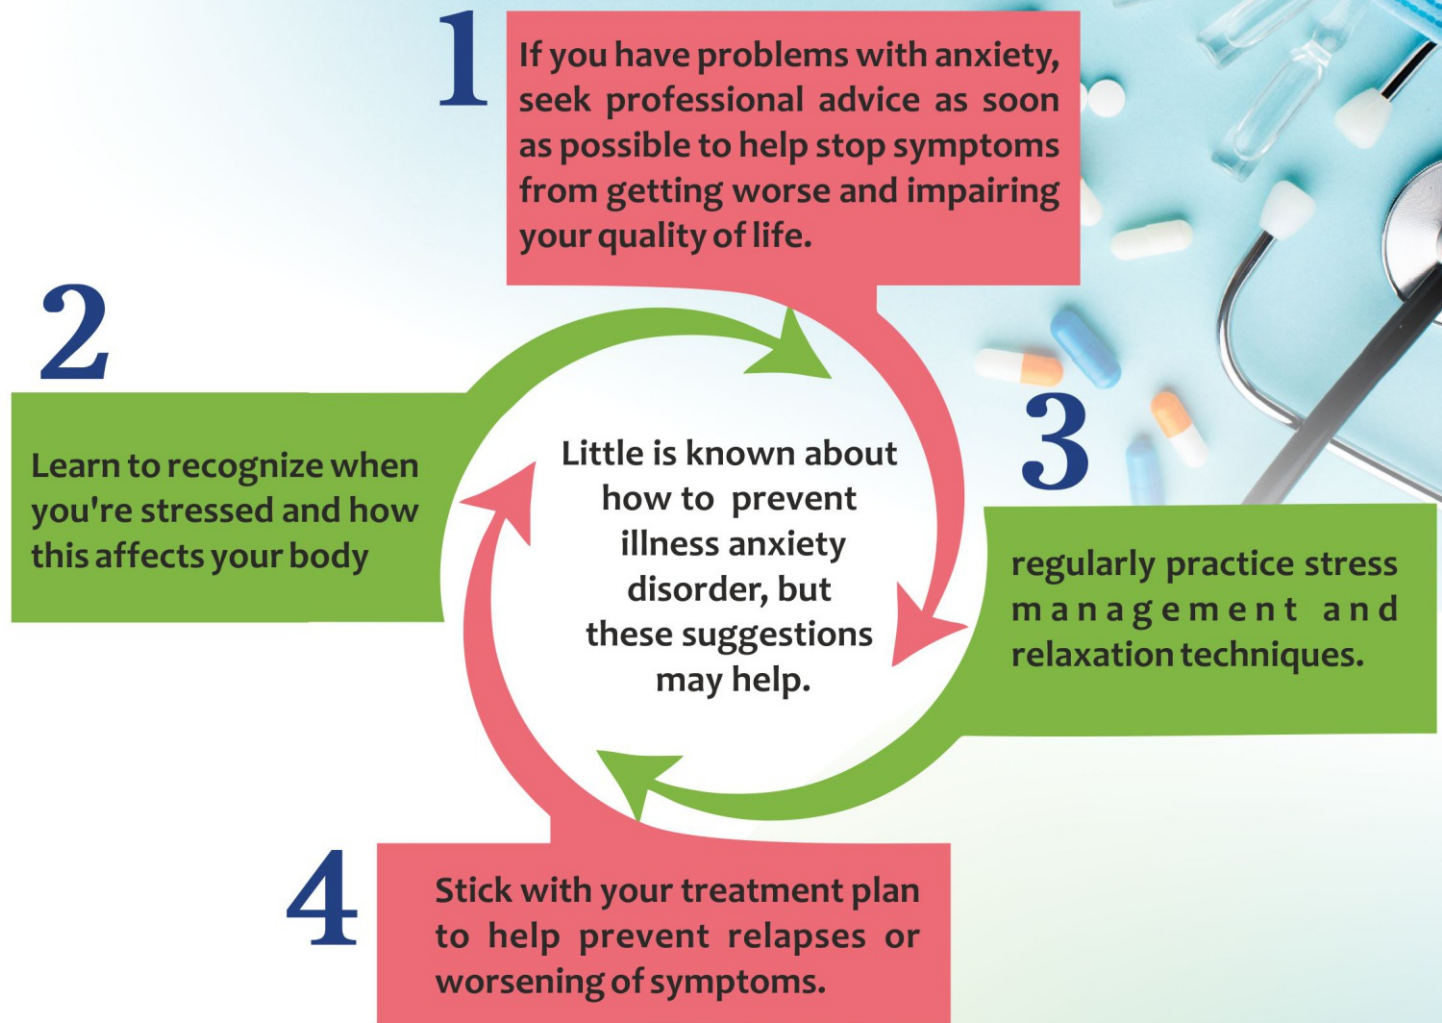 1
If you have problems with anxiety,
seek professional advice as soon
as possible to help stop symptoms
from getting worse and impairing
your quality of life.
2
Learn to recognize when
you're stressed and how
this affects your body
Little is known about
how to prevent
illness anxiety
disorder, but
these suggestions
may help.
3
regularly practice stress
management and
relaxation techniques.
4
Stick with your treatment plan
to help prevent relapses or
worsening of symptoms.